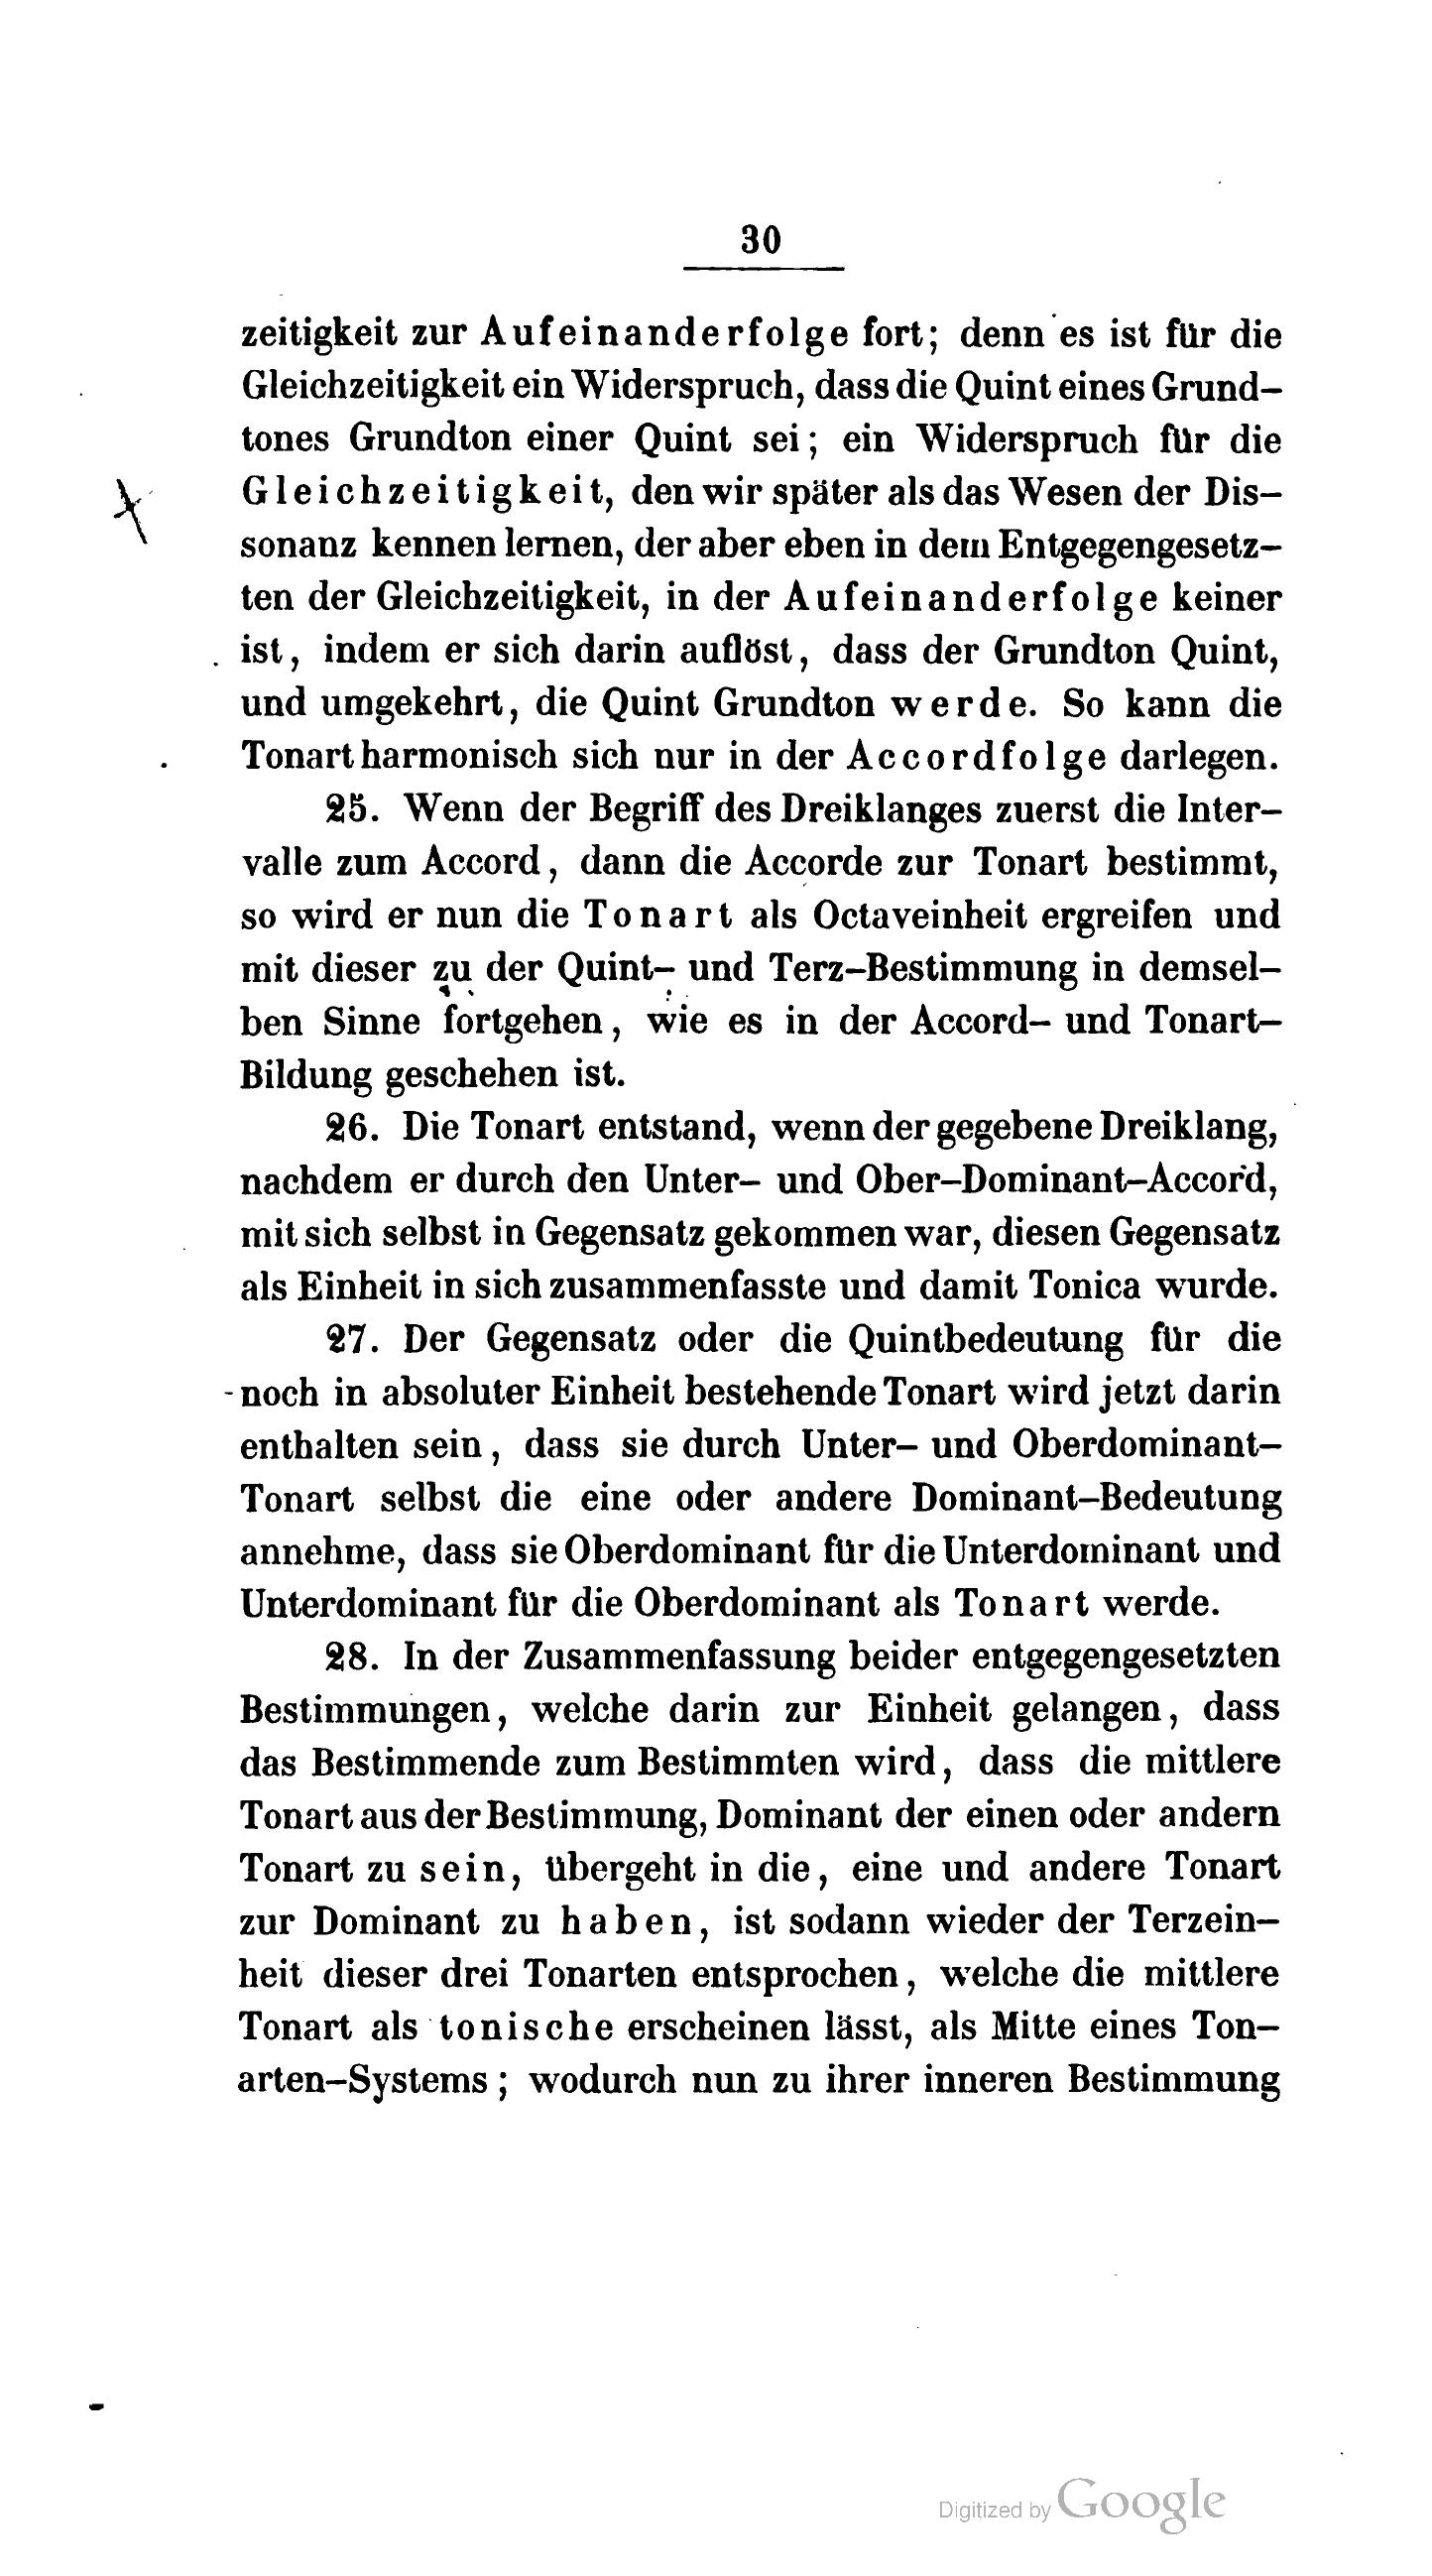 30
zeitigkeit zur Aufeinanderfolge fort; denn es ist für die
Gleichzeitigkeit ein Widerspruch, dass die Quint eines Grund-
tones Grundton einer Quint sei; ein Widerspruch für die
Gleichzeitigkeit, den wir später als das Wesen der Dis-
sonanz kennen lernen, der aber eben in dem Entgegengesetz-
ten der Gleichzeitigkeit, in der Aufeinanderfolge keiner
ist, indem er sich darin auflöst, dass der Grundton Quint,
und umgekehrt, die Quint Grundton werde. So kann die
Tonart harmonisch sich nur in der Accordfolge darlegen.
25. Wenn der Begriff des Dreiklanges zuerst die Inter-
valle zum Accord, dann die Accorde zur Tonart bestimmt,
so wird er nun die Tonart als Octaveinheit ergreifen und
mit dieser zu der Quint- und Terz-Bestimmung in demsel-
ben Sinne fortgehen, wie es in der Accord- und Tonart-
Bildung geschehen ist.
26. Die Tonart entstand, wenn der gegebene Dreiklang,
nachdem er durch den Unter- und Ober-Dominant-Accord,
mit sich selbst in Gegensatz gekommen war, diesen Gegensatz
als Einheit in sich zusammenfasste und damit Tonica wurde.
27. Der Gegensatz oder die Quintbedeutung für die
noch in absoluter Einheit bestehende Tonart wird jetzt darin
enthalten sein, dass sie durch Unter- und Oberdominant-
Tonart selbst die eine oder andere Dominant-Bedeutung
annehme, dass sie Oberdominant für die Unterdominant und
Unterdominant für die Oberdominant als Tonart werde.
28. In der Zusammenfassung beider entgegengesetzten
Bestimmungen, welche darin zur Einheit gelangen, dass
das Bestimmende zum Bestimmten wird, dass die mittlere
Tonart aus der Bestimmung, Dominant der einen oder andern
Tonart zu sein, übergeht in die, eine und andere Tonart
zur Dominant zu haben, ist sodann wieder der Terzein-
heit dieser drei Tonarten entsprochen, welche die mittlere
Tonart als tonische erscheinen lässt, als Mitte eines Ton-
arten-Systems; wodurch nun zu ihrer inneren Bestimmung
Digitized by Google